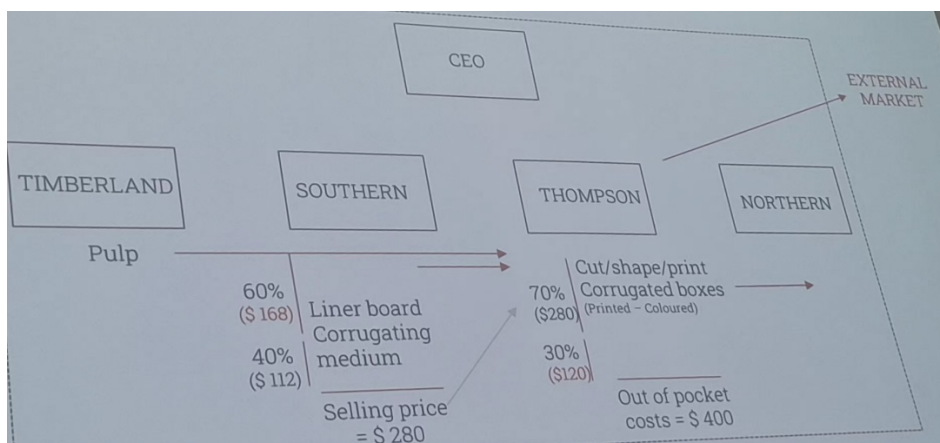 CEO
EXTERNAL
MARKET
TIMBERLAND
SOUTHERN
THOMPSON
NORTHERN
Pulp
60%
($ 168)
40%
($ 112)
Liner board
Corrugating
medium
Selling price
= $ 280
70%
($280)
30%
($120)
Cut/shape/print
Corrugated boxes
(Printed – Coloured)
Out of pocket
costs = $ 400